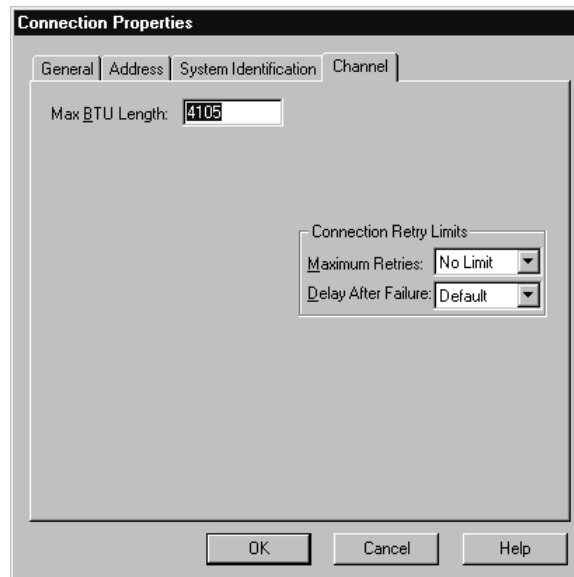 Connection Properties
General Address System Identification Channel
Max BTU Length: 4105
Connection Retry Limits
Maximum Retries: No Limit
Delay After Failure: Default
OK Cancel Help